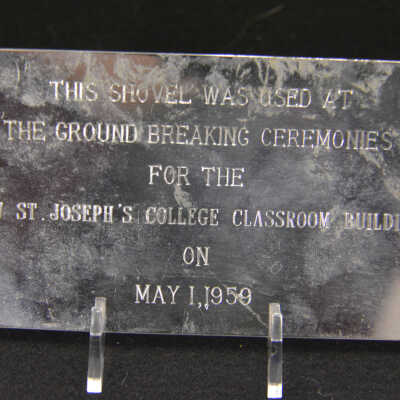 THIS SHOVEL WAS USED AT
THE GROUND BREAKING CEREMONIES
FOR THE
ST. JOSEPH'S COLLEGE CLASSROOM
ON
MAY 1, 1959